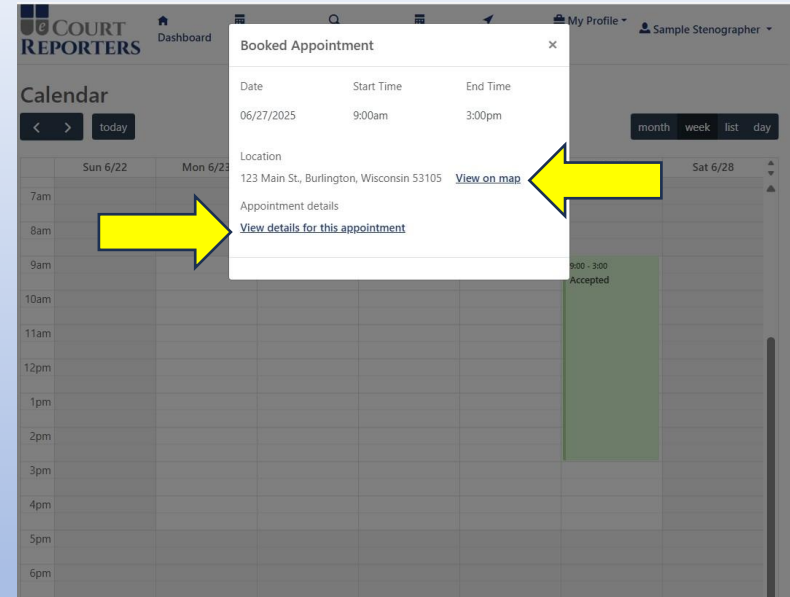 e COURT
REPORTERS
Dashboard
My Profile
Sample Stenographer
Booked Appointment
×
Date Start Time End Time
06/27/2025 9:00am 3:00pm
Location
123 Main St., Burlington, Wisconsin 53105 View on map
Appointment details
View details for this appointment
Calendar
< > today
month week list day
Sun 6/22 Mon 6/23 Sat 6/28
7am
8am
9am
9:00 - 3:00
Accepted
10am
11am
12pm
1pm
2pm
3pm
4pm
5pm
6pm